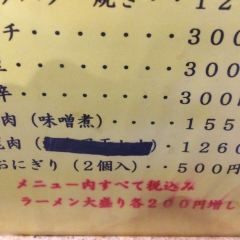 焼き 12
チ 300
300
卒 300
肉（味噌煮） 155
肉（ ） 1260
おにぎり（２個入） ５００円
メニュー内すべて税込み
ラーメン大盛り各２００円増し